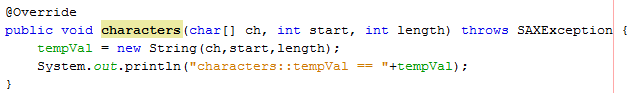 @Override
public void characters(char[] ch, int start, int length) throws SAXException {
    tempVal = new String(ch,start,length);
    System.out.println("characters::tempVal == "+tempVal);
}